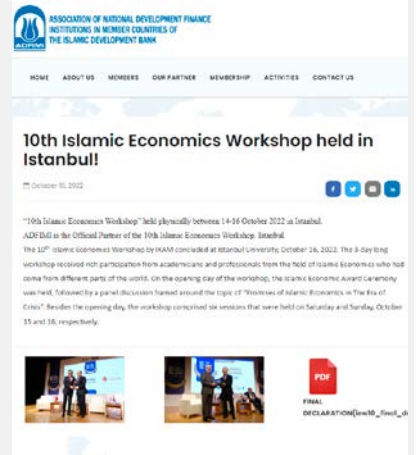 ADFIMI
ASSOCIATION OF NATIONAL DEVELOPMENT FINANCE
INSTITUTIONS IN MEMBER COUNTRIES OF
THE ISLAMIC DEVELOPMENT BANK
HOME ABOUT US MEMBERS OUR PARTNER MEMBERSHIP ACTIVITIES CONTACT US
10th Islamic Economics Workshop held in
Istanbul!
October 2022
"10th Islamic Economics Workshop" held physically between 14-16 October 2022 in Istanbul.
ADFIMI is the Official Partner of the 10th Islamic Economics Workshop, Istanbul.
The 10th Islamic Economics Workshop by IKAM concluded at Istanbul University, October 16, 2022. The 3-day long
workshop received rich participation from academicians and professionals from the field of Islamic Economics who had
come from different parts of the world. On the opening day of the workshop, the Islamic Economic Award Ceremony
was held, followed by a panel discussion framed around the topic of "Promises of Islamic Economics in The Era of
Crisis". Besides the opening day, the workshop comprised six sessions that were held on Saturday and Sunday, October
15 and 16, respectively.
PDF
FINAL
DECLARATION(iew10_final_d